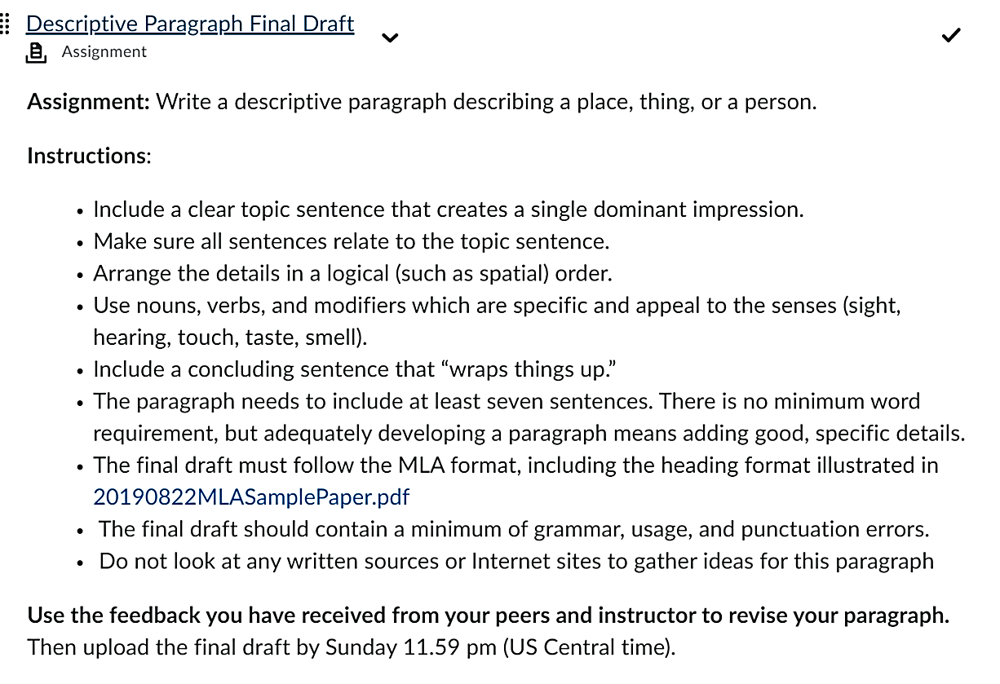 Descriptive Paragraph Final Draft
Assignment
Assignment: Write a descriptive paragraph describing a place, thing, or a person.
Instructions:
• Include a clear topic sentence that creates a single dominant impression.
• Make sure all sentences relate to the topic sentence.
• Arrange the details in a logical (such as spatial) order.
• Use nouns, verbs, and modifiers which are specific and appeal to the senses (sight,
hearing, touch, taste, smell).
• Include a concluding sentence that “wraps things up.”
• The paragraph needs to include at least seven sentences. There is no minimum word
requirement, but adequately developing a paragraph means adding good, specific details.
• The final draft must follow the MLA format, including the heading format illustrated in
20190822MLASamplePaper.pdf
• The final draft should contain a minimum of grammar, usage, and punctuation errors.
• Do not look at any written sources or Internet sites to gather ideas for this paragraph
Use the feedback you have received from your peers and instructor to revise your paragraph.
Then upload the final draft by Sunday 11.59 pm (US Central time).